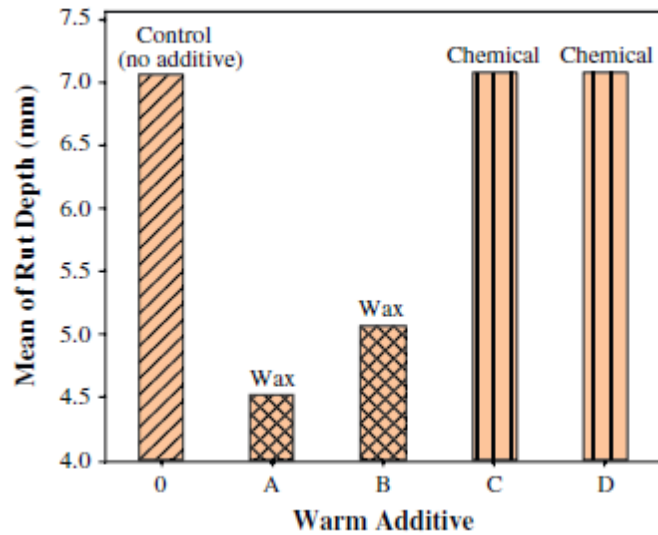 7.5
7.0
6.5
6.0
5.5
5.0
4.5
4.0
Mean of Rut Depth (mm)
Control
(no additive)
Wax
Wax
Chemical
Chemical
0
A
B
C
D
Warm Additive